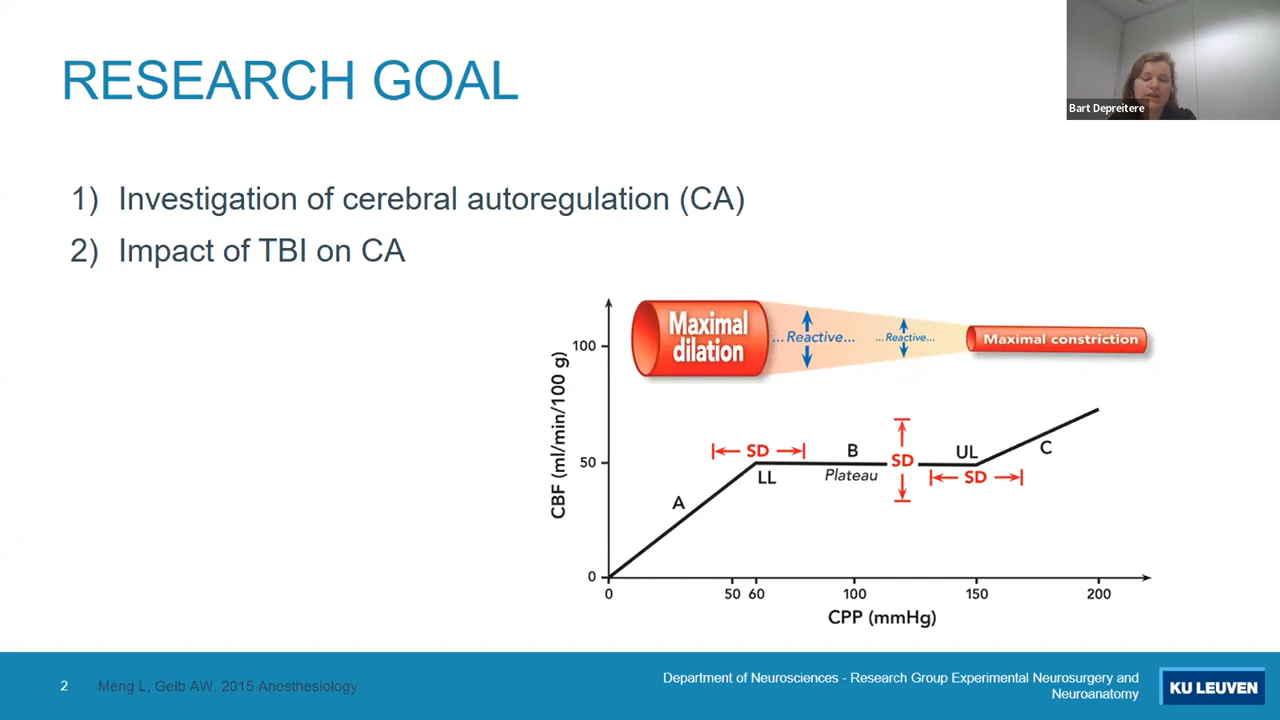 RESEARCH GOAL
Bart Depreitere
1) Investigation of cerebral autoregulation (CA)
2) Impact of TBI on CA
Maximal
dilation
...Reactive...
...Reactive...
Maximal constriction
CBF (ml/min/100 g)
100
50
0
SD
LL
A
B
Plateau
SD
UL
SD
C
0
50
60
100
150
200
CPP (mmHg)
2
Meng L, Gelb AW. 2015 Anesthesiology
Department of Neurosciences - Research Group Experimental Neurosurgery and
Neuroanatomy
KU LEUVEN